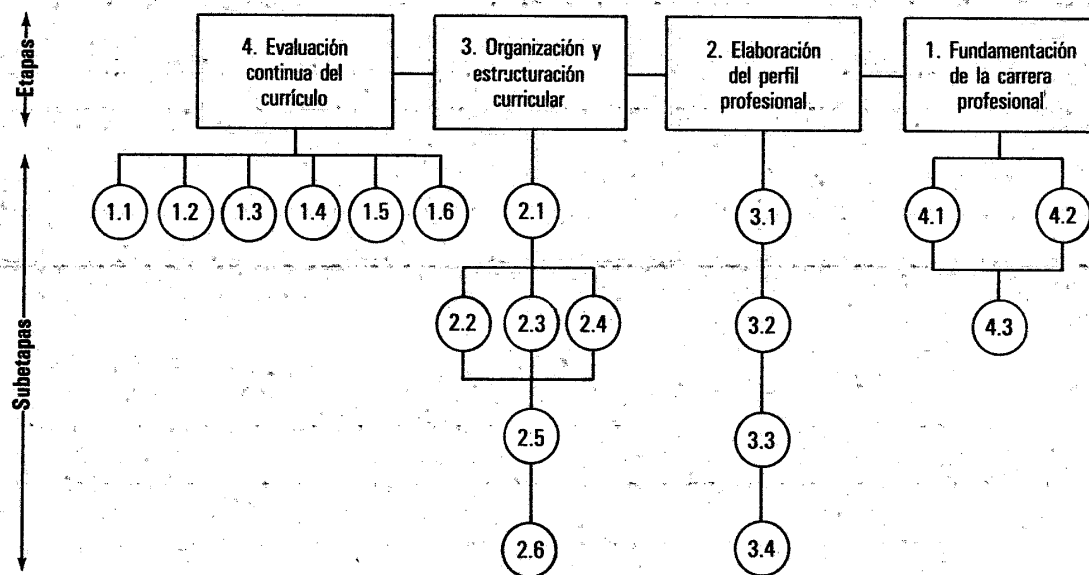 Etapas
4. Evaluación
continua del
currículo
3. Organización y
estructuración
curricular
2. Elaboración
del perfil
profesional
1. Fundamentación
de la carrera
profesional
Subetapas
1.1 1.2 1.3 1.4 1.5 1.6 2.1 3.1 4.1 4.2
2.2 2.3 2.4 3.2 4.3
2.5 3.3
2.6 3.4